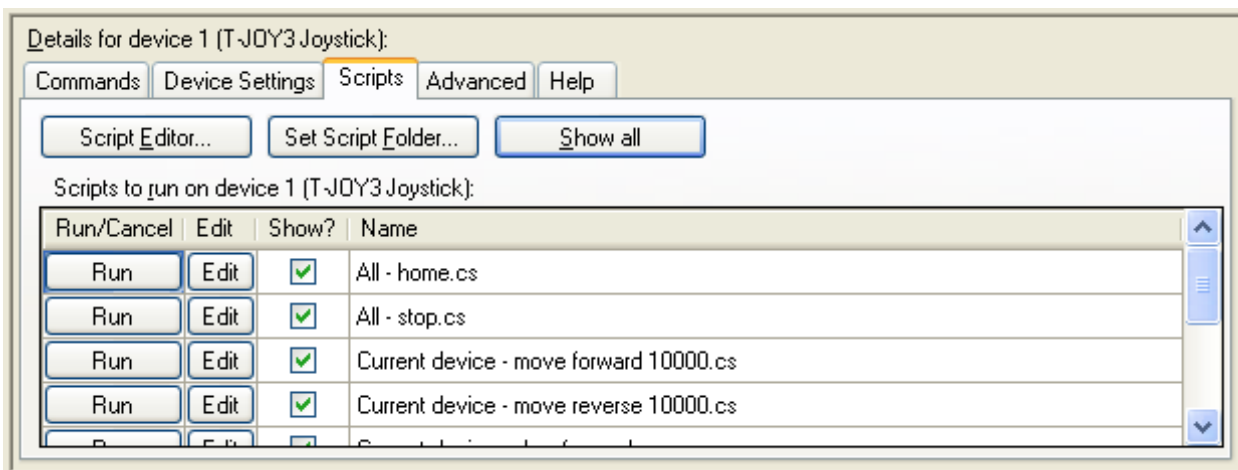 Details for device 1 (T-JOY3 Joystick):
Commands Device Settings Scripts Advanced Help
Script Editor... Set Script Folder... Show all
Scripts to run on device 1 (T-JOY3 Joystick):
Run/Cancel Edit Show? Name
Run Edit All - home.cs
Run Edit All - stop.cs
Run Edit Current device - move forward 10000.cs
Run Edit Current device - move reverse 10000.cs